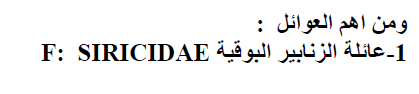 ومن اهم العوائل :
1-عائلة الزنابير البوقية F: SIRICIDAE